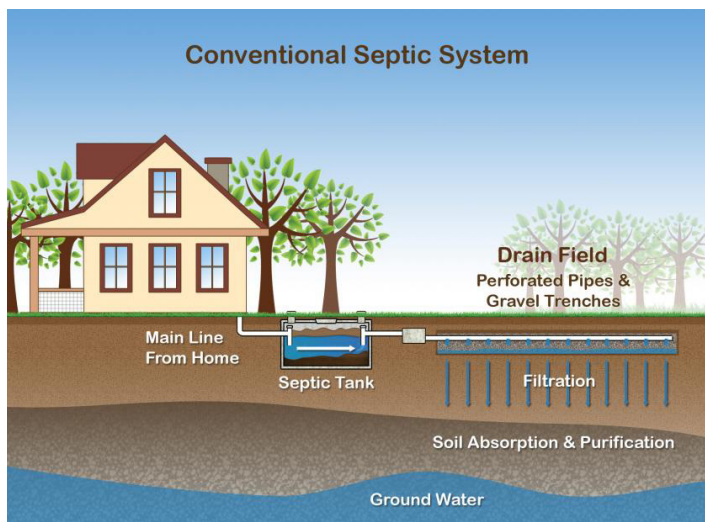 Conventional Septic System
Drain Field
Perforated Pipes &
Gravel Trenches
Main Line
From Home
Septic Tank
Filtration
Soil Absorption & Purification
Ground Water